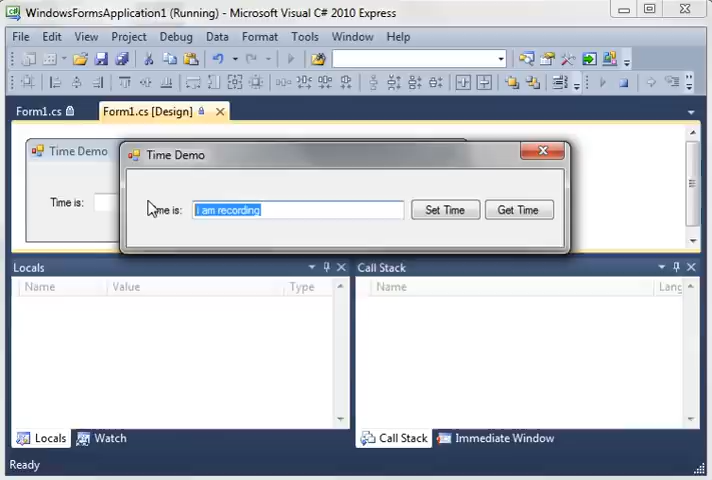 WindowsFormsApplication1 (Running) - Microsoft Visual C# 2010 Express
File Edit View Project Debug Data Format Tools Window Help
Form1.cs Form1.cs [Design]
Time Demo
Time is:
Time Demo
me is: I am recording Set Time Get Time
Locals
Name Value Type
Call Stack
Name Lang
Locals Watch
Call Stack Immediate Window
Ready